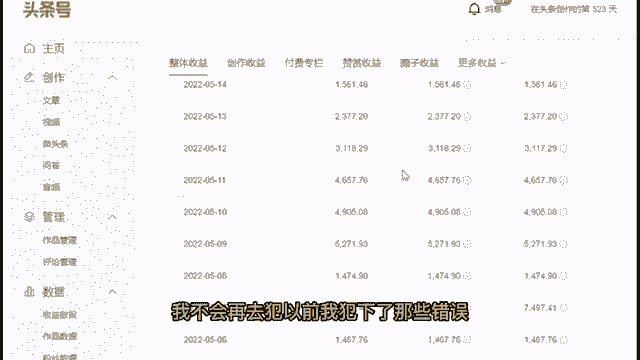 头条号
消息 在头条创作的第 523 天
主页
创作
文章
视频
微头条
问答
音频
管理
作品管理
评论管理
数据
收益数据
作品数据
粉丝数据
整体收益 创作收益 付费专栏 赞赏收益 圈子收益 更多收益
2022-05-14 1,561.46 1,561.46 1,561.46
2022-05-13 2,377.20 2,377.20 2,377.20
2022-05-12 3,118.29 3,118.29 3,117.29
2022-05-11 4,657.76 4,657.76 4,657.76
2022-05-10 4,905.08 4,905.08 4,905.08
2022-05-09 5,271.93 5,271.93 5,271.93
2022-05-08 1,474.90 1,474.90 1,474.90
7,497.41
我不会再去犯以前我犯下了那些错误
2022-05-06 1,467.76 1,467.76 1,467.76